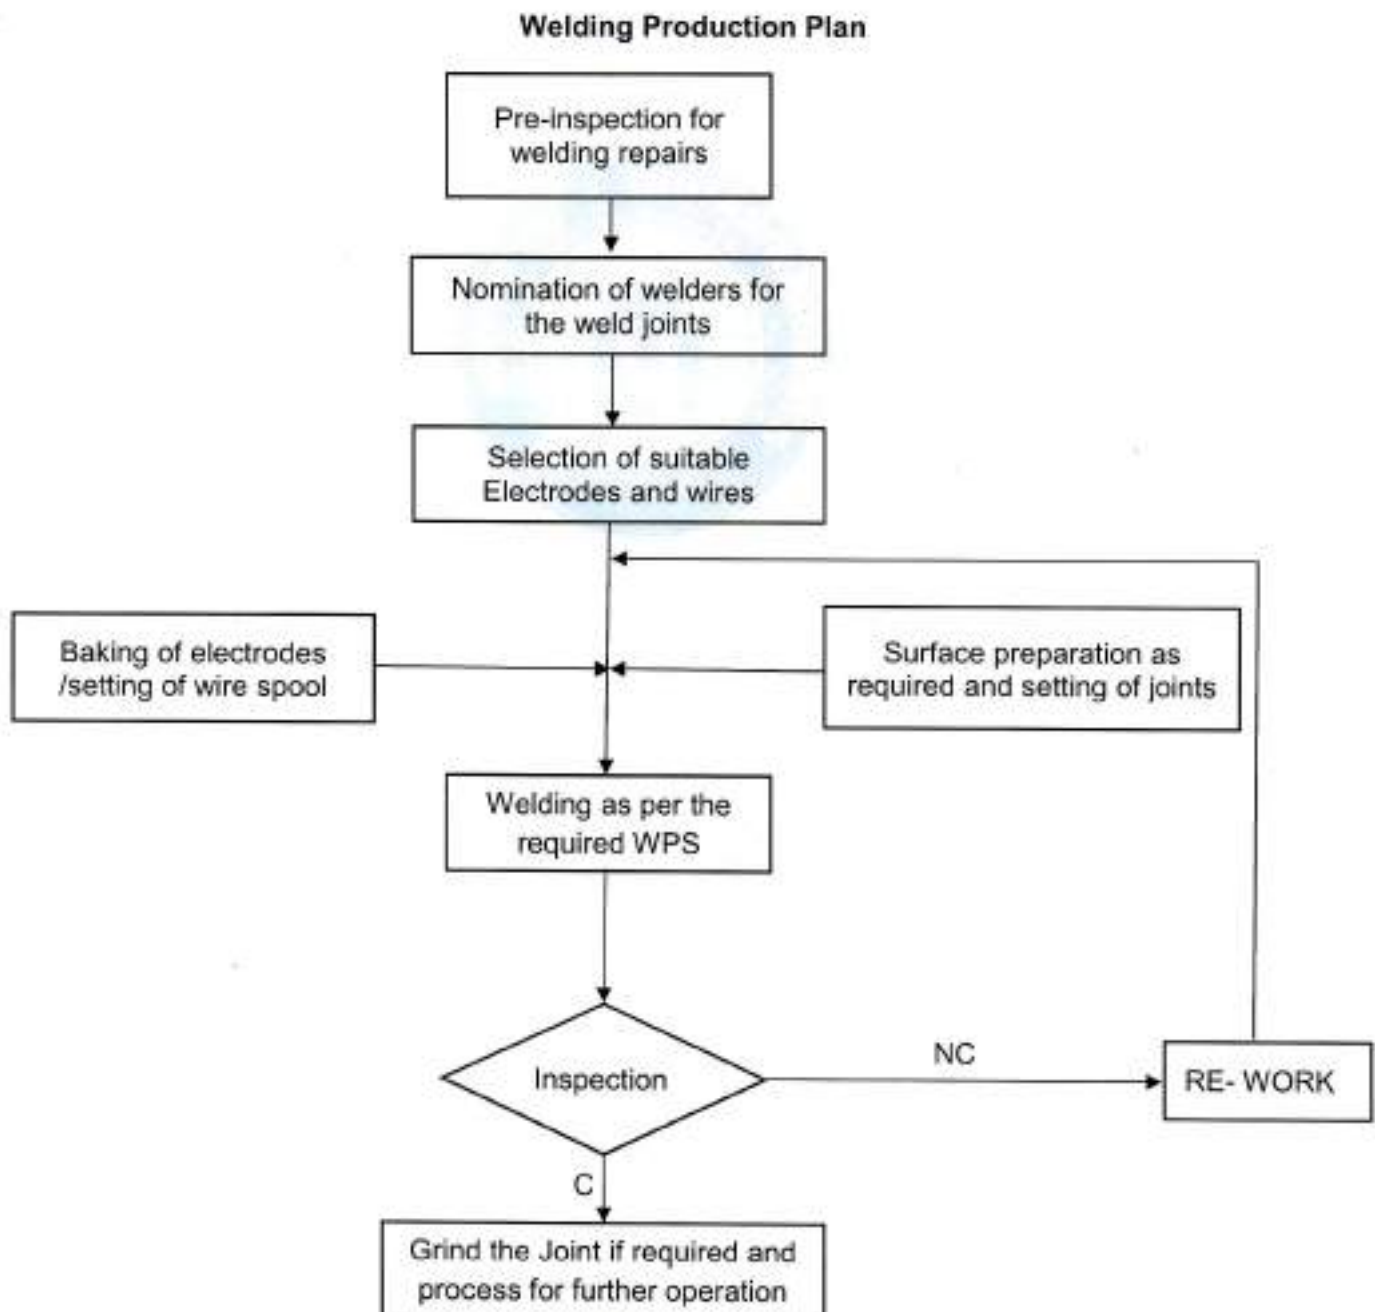 Welding Production Plan
Pre-inspection for
welding repairs
Nomination of welders for
the weld joints
Selection of suitable
Electrodes and wires
Baking of electrodes
/setting of wire spool
Surface preparation as
required and setting of joints
Welding as per the
required WPS
Inspection
NC
RE- WORK
C
Grind the Joint if required and
process for further operation